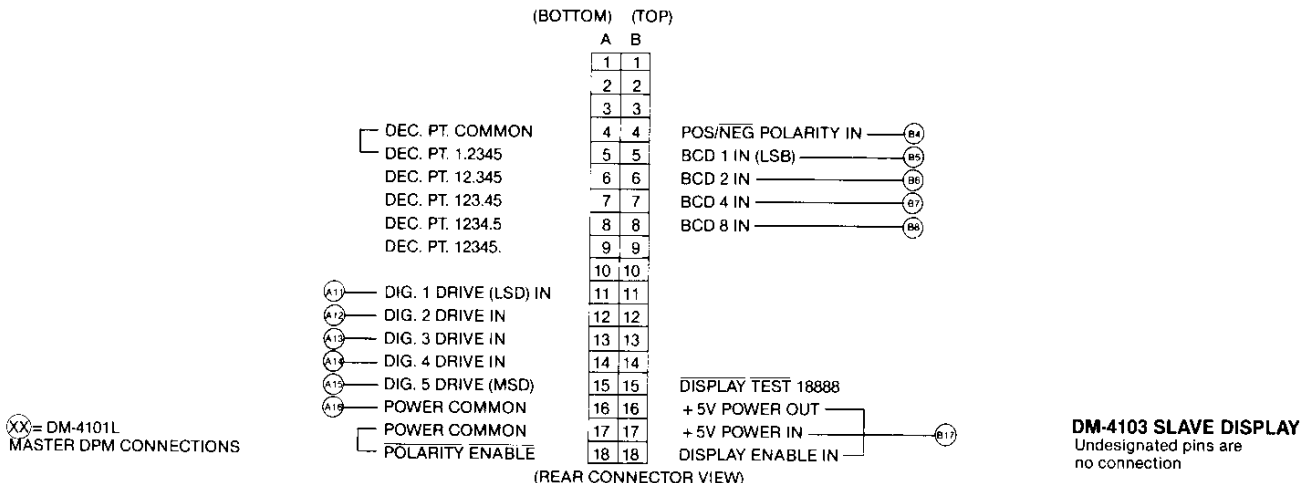 (BOTTOM) (TOP)
A B
1 1
2 2
3 3
DEC. PT. COMMON 4 4 POS/NEG POLARITY IN B4
DEC. PT. 1.2345 5 5 BCD 1 IN (LSB) B5
DEC. PT. 12.345 6 6 BCD 2 IN B6
DEC. PT. 123.45 7 7 BCD 4 IN B7
DEC. PT. 1234.5 8 8 BCD 8 IN B8
DEC. PT. 12345. 9 9
10 10
A11 DIG. 1 DRIVE (LSD) IN 11 11
A12 DIG. 2 DRIVE IN 12 12
A13 DIG. 3 DRIVE IN 13 13
A14 DIG. 4 DRIVE IN 14 14
A15 DIG. 5 DRIVE (MSD) 15 15 DISPLAY TEST 18888
A16 POWER COMMON 16 16 + 5V POWER OUT
POWER COMMON 17 17 + 5V POWER IN B17
POLARITY ENABLE 18 18 DISPLAY ENABLE IN
(REAR CONNECTOR VIEW)
XX = DM-4101L
MASTER DPM CONNECTIONS
DM-4103 SLAVE DISPLAY
Undesignated pins are
no connection